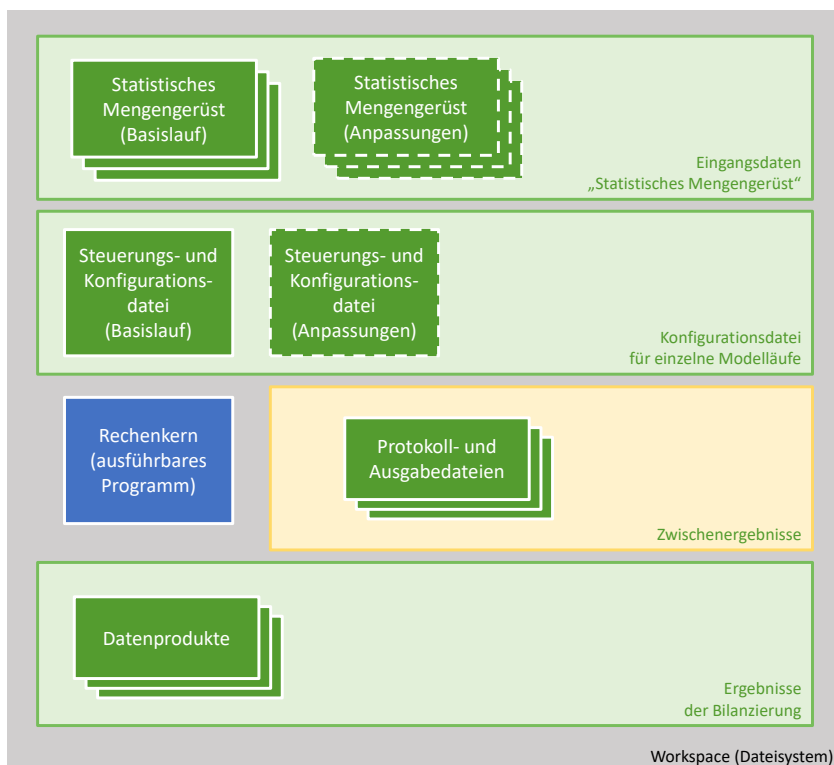 Statistisches
Mengengerüst
(Basislauf)
Statistisches
Mengengerüst
(Anpassungen)
Eingangsdaten
„Statistisches Mengengerüst“
Steuerungs- und
Konfigurations-
datei
(Basislauf)
Steuerungs- und
Konfigurations-
datei
(Anpassungen)
Konfigurationsdatei
für einzelne Modelläufe
Rechenkern
(ausführbares
Programm)
Protokoll- und
Ausgabedateien
Zwischenergebnisse
Datenprodukte
Ergebnisse
der Bilanzierung
Workspace (Dateisystem)